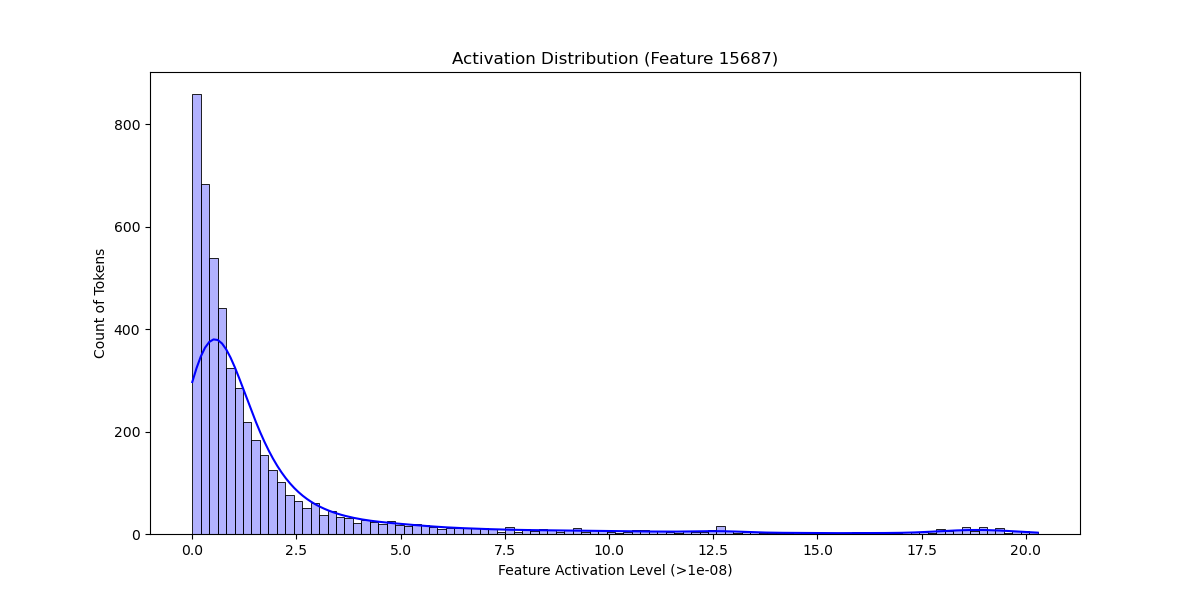 Activation Distribution (Feature 15687)
Count of Tokens
800
600
400
200
0
0.0 2.5 5.0 7.5 10.0 12.5 15.0 17.5 20.0
Feature Activation Level (>1e-08)